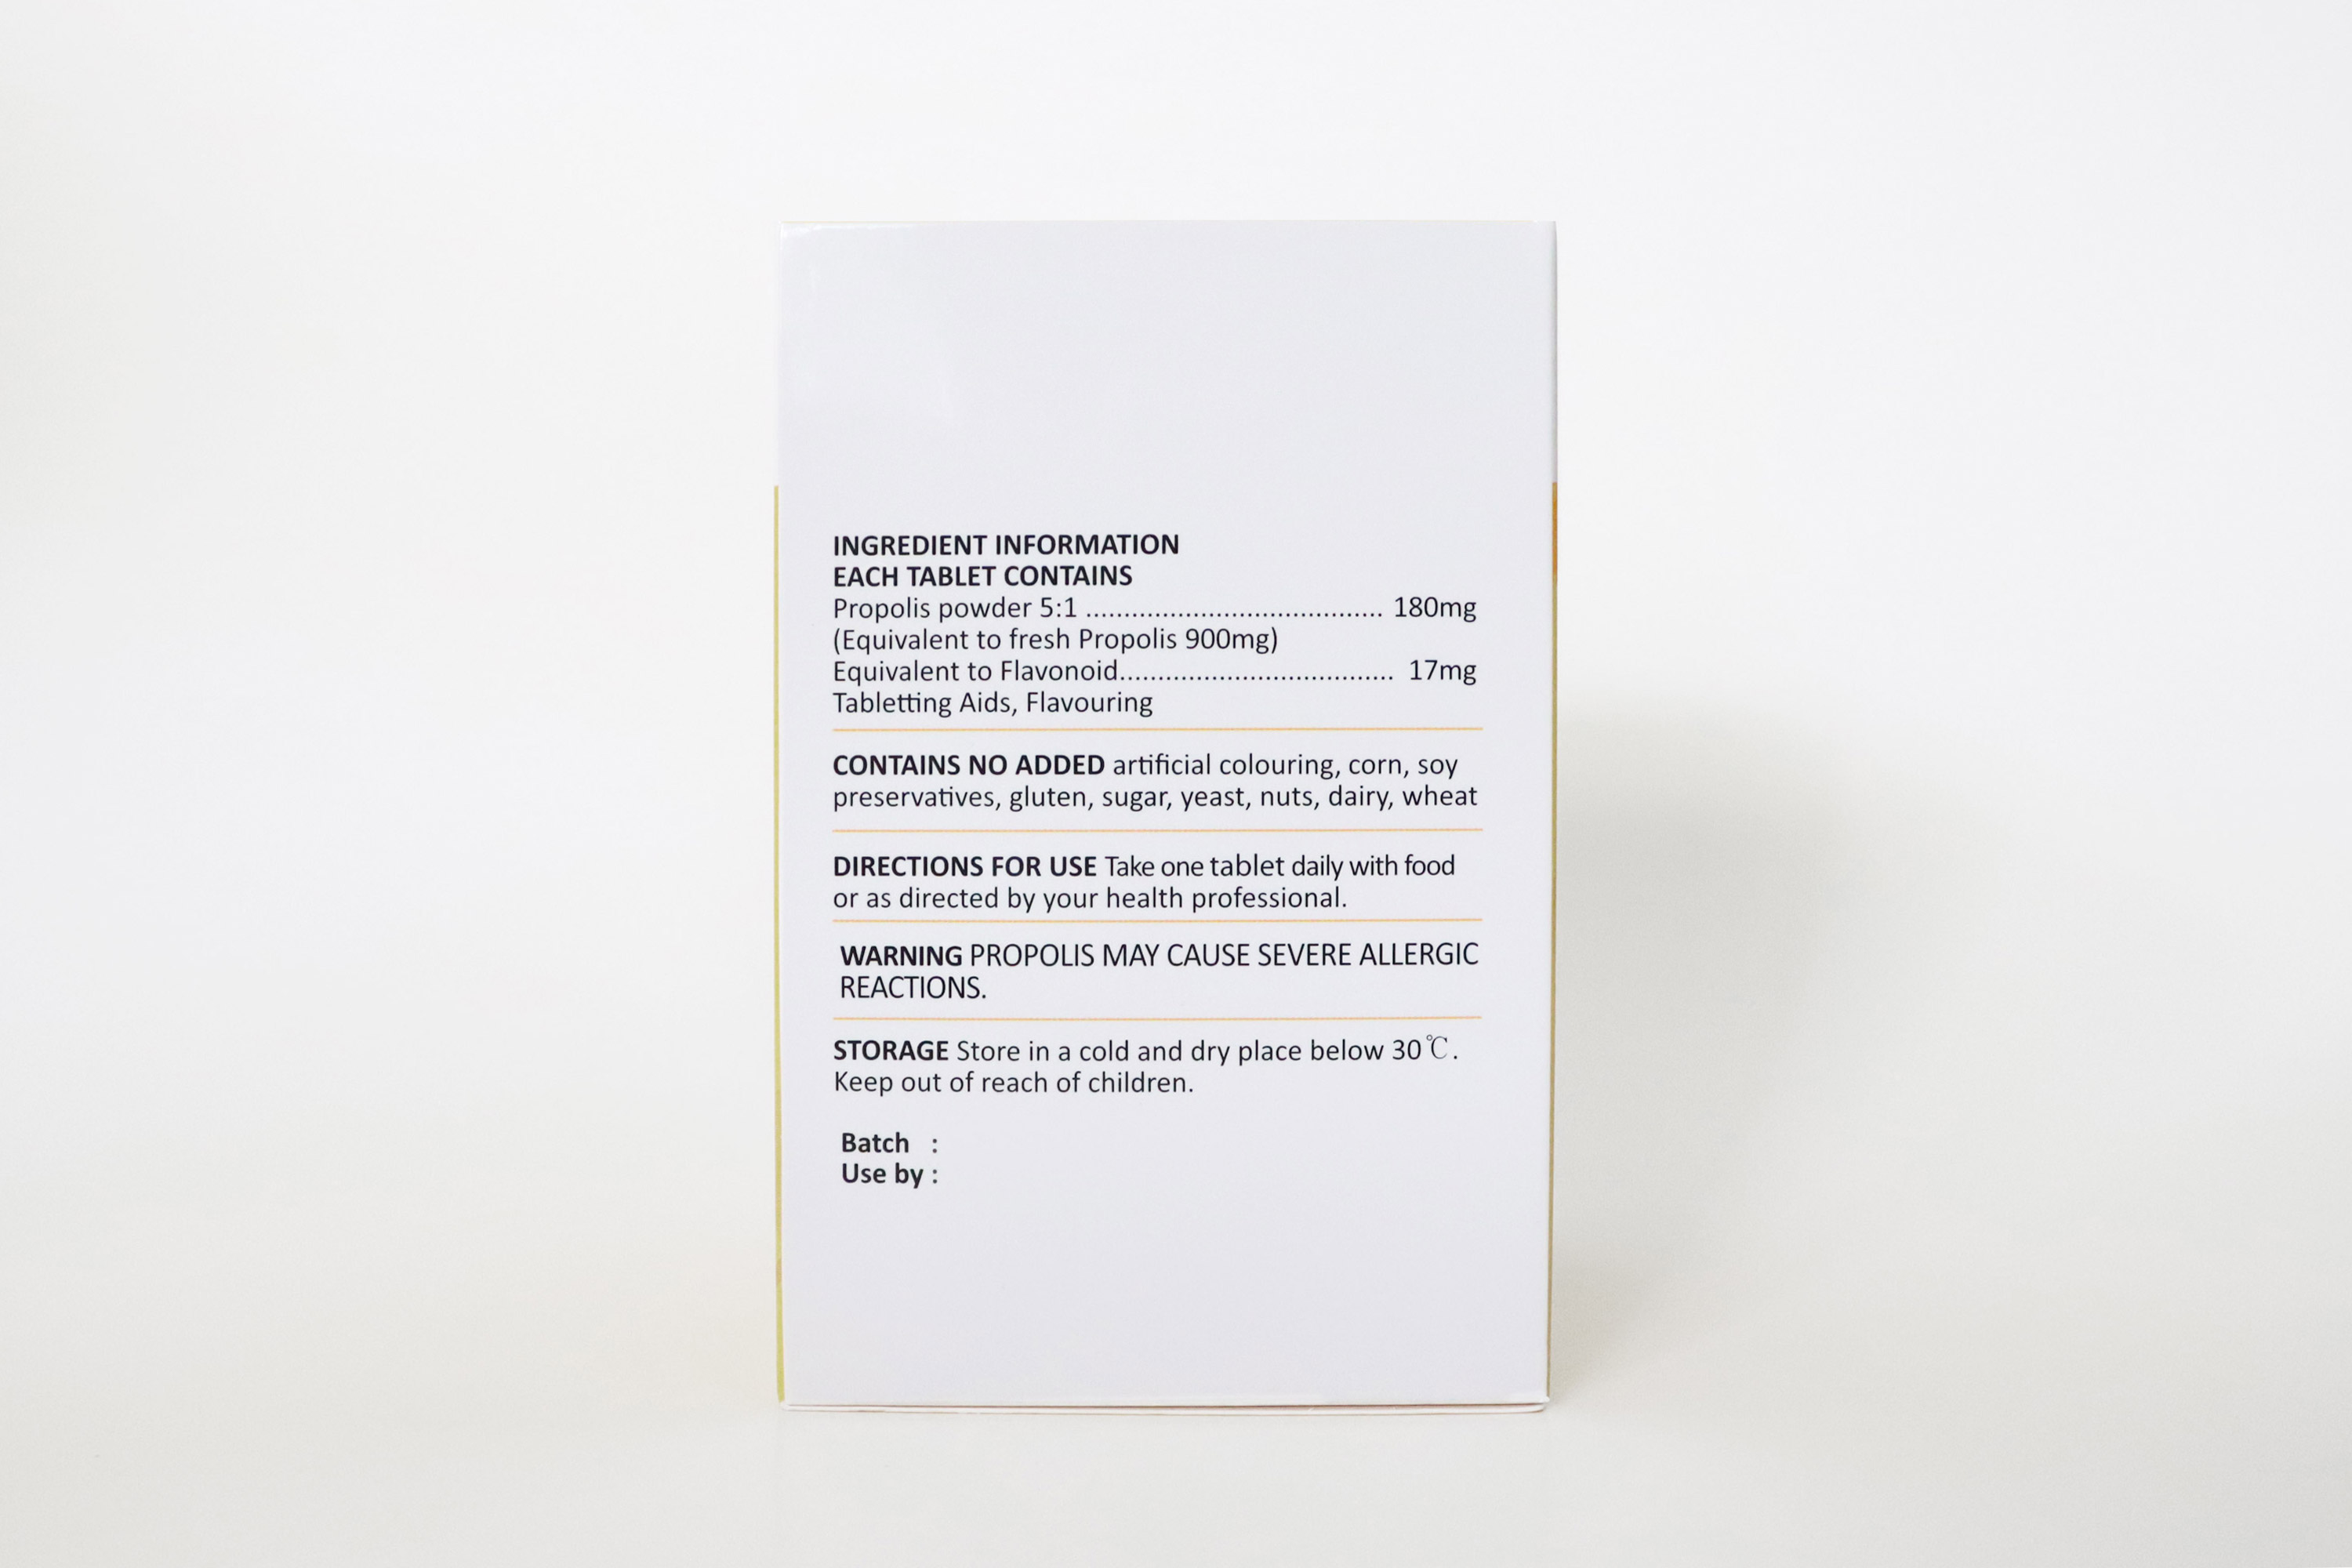 INGREDIENT INFORMATION
EACH TABLET CONTAINS
Propolis powder 5:1 ....................................... 180mg
(Equivalent to fresh Propolis 900mg)
Equivalent to Flavonoid.................................... 17mg
Tabletting Aids, Flavouring
CONTAINS NO ADDED artificial colouring, corn, soy
preservatives, gluten, sugar, yeast, nuts, dairy, wheat
DIRECTIONS FOR USE Take one tablet daily with food
or as directed by your health professional.
WARNING PROPOLIS MAY CAUSE SEVERE ALLERGIC
REACTIONS.
STORAGE Store in a cold and dry place below 30℃.
Keep out of reach of children.
Batch :
Use by :